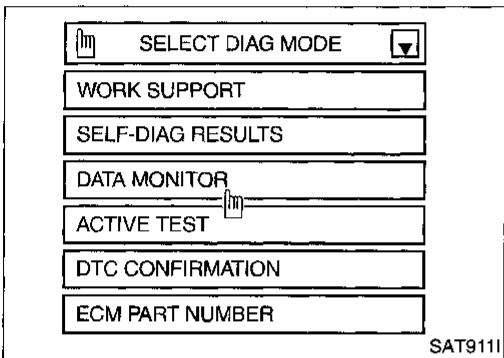 SELECT DIAG MODE
WORK SUPPORT
SELF-DIAG RESULTS
DATA MONITOR
ACTIVE TEST
DTC CONFIRMATION
ECM PART NUMBER
SAT911I